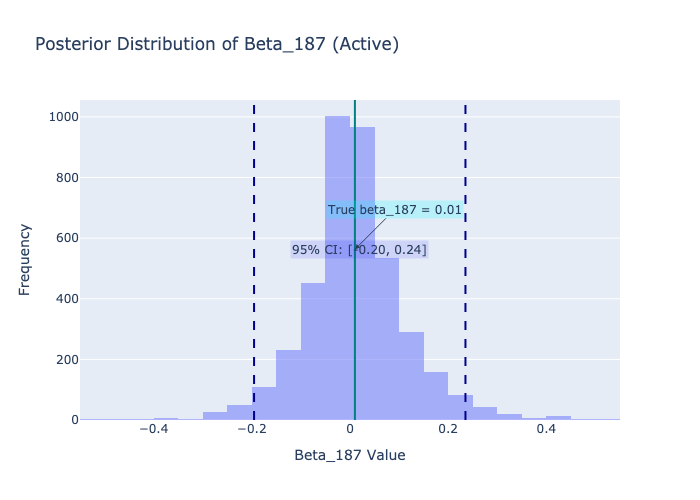 Posterior Distribution of Beta_187 (Active)
1000
800
600
400
200
0
Frequency
True beta_187 = 0.01
95% CI: [-0.20, 0.24]
−0.4
−0.2
0
0.2
0.4
Beta_187 Value